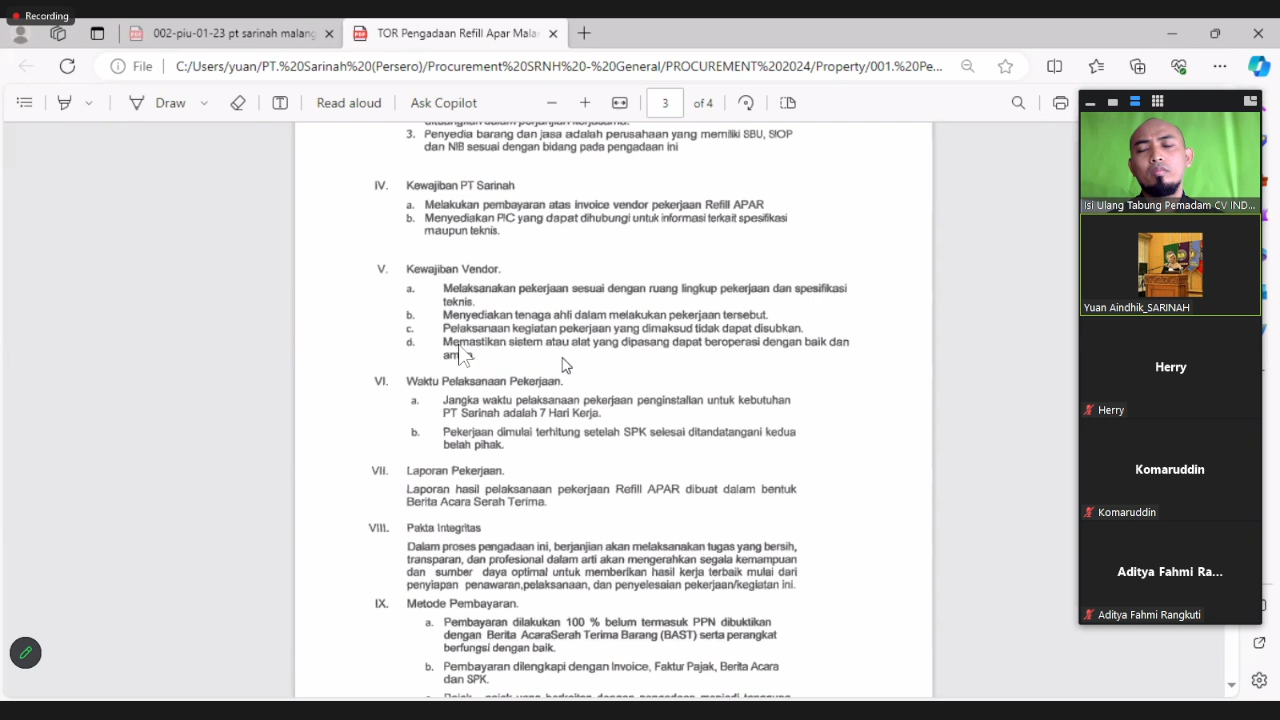 Recording
002-piu-01-23 pt sarinah malang
TOR Pengadaan Refill Apar Mala
File
C:/Users/yuan/PT.%20Sarinah%20(Persero)/Procurement%20SRNH%20-%20General/PROCUREMENT%202024/Property/001.%20Pe...
Draw
Read aloud
Ask Copilot
3 of 4
3. Penyedia barang dan jasa adalah perusahaan yang memiliki SBU, SIOP
dan NIB sesuai dengan bidang pada pengadaan ini
IV. Kewajiban PT Sarinah
a. Melakukan pembayaran atas invoice vendor pekerjaan Refill APAR
b. Menyediakan PIC yang dapat dihubungi untuk informasi terkait spesifikasi
maupun teknis.
V. Kewajiban Vendor.
a. Melaksanakan pekerjaan sesuai dengan ruang lingkup pekerjaan dan spesifikasi
teknis.
b. Menyediakan tenaga ahli dalam melakukan pekerjaan tersebut.
c. Pelaksanaan kegiatan pekerjaan yang dimaksud tidak dapat disubkan.
d. Memastikan sistem atau alat yang dipasang dapat beroperasi dengan baik dan
VI. Waktu Pelaksanaan Pekerjaan.
a. Jangka waktu pelaksanaan pekerjaan penginstallan untuk kebutuhan
PT Sarinah adalah 7 Hari Kerja.
b. Pekerjaan dimulai terhitung setelah SPK selesai ditandatangani kedua
belah pihak.
VII. Laporan Pekerjaan.
Laporan hasil pelaksanaan pekerjaan Refill APAR dibuat dalam bentuk
Berita Acara Serah Terima.
VIII. Pakta Integritas
Dalam proses pengadaan ini, berjanjian akan melaksanakan tugas yang bersih,
transparan, dan profesional dalam arti akan mengerahkan segala kemampuan
dan sumber daya optimal untuk memberikan hasil kerja terbaik mulai dari
penyiapan penawaran,pelaksanaan, dan penyelesaian pekerjaan/kegiatan ini.
IX. Metode Pembayaran.
a. Pembayaran dilakukan 100 % belum termasuk PPN dibuktikan
dengan Berita AcaraSerah Terima Barang (BAST) serta perangkat
berfungsi dengan baik.
b. Pembayaran dilengkapi dengan Invoice, Faktur Pajak, Berita Acara
dan SPK.
Isi Ulang Tabung Pemadam CV IND...
Yuan Aindhik_SARINAH
Herry
Herry
Komaruddin
Komaruddin
Aditya Fahmi Ra...
Aditya Fahmi Rangkuti